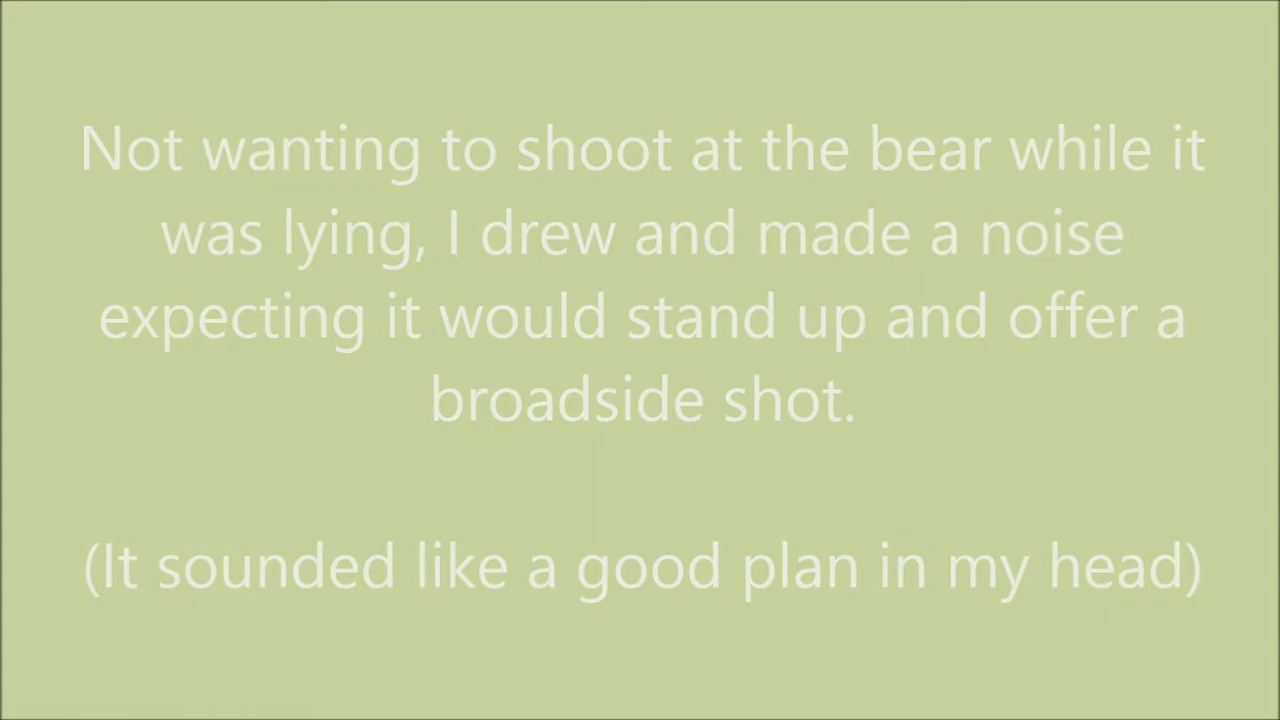 Not wanting to shoot at the bear while it
was lying, I drew and made a noise
expecting it would stand up and offer a
broadside shot.
(It sounded like a good plan in my head)